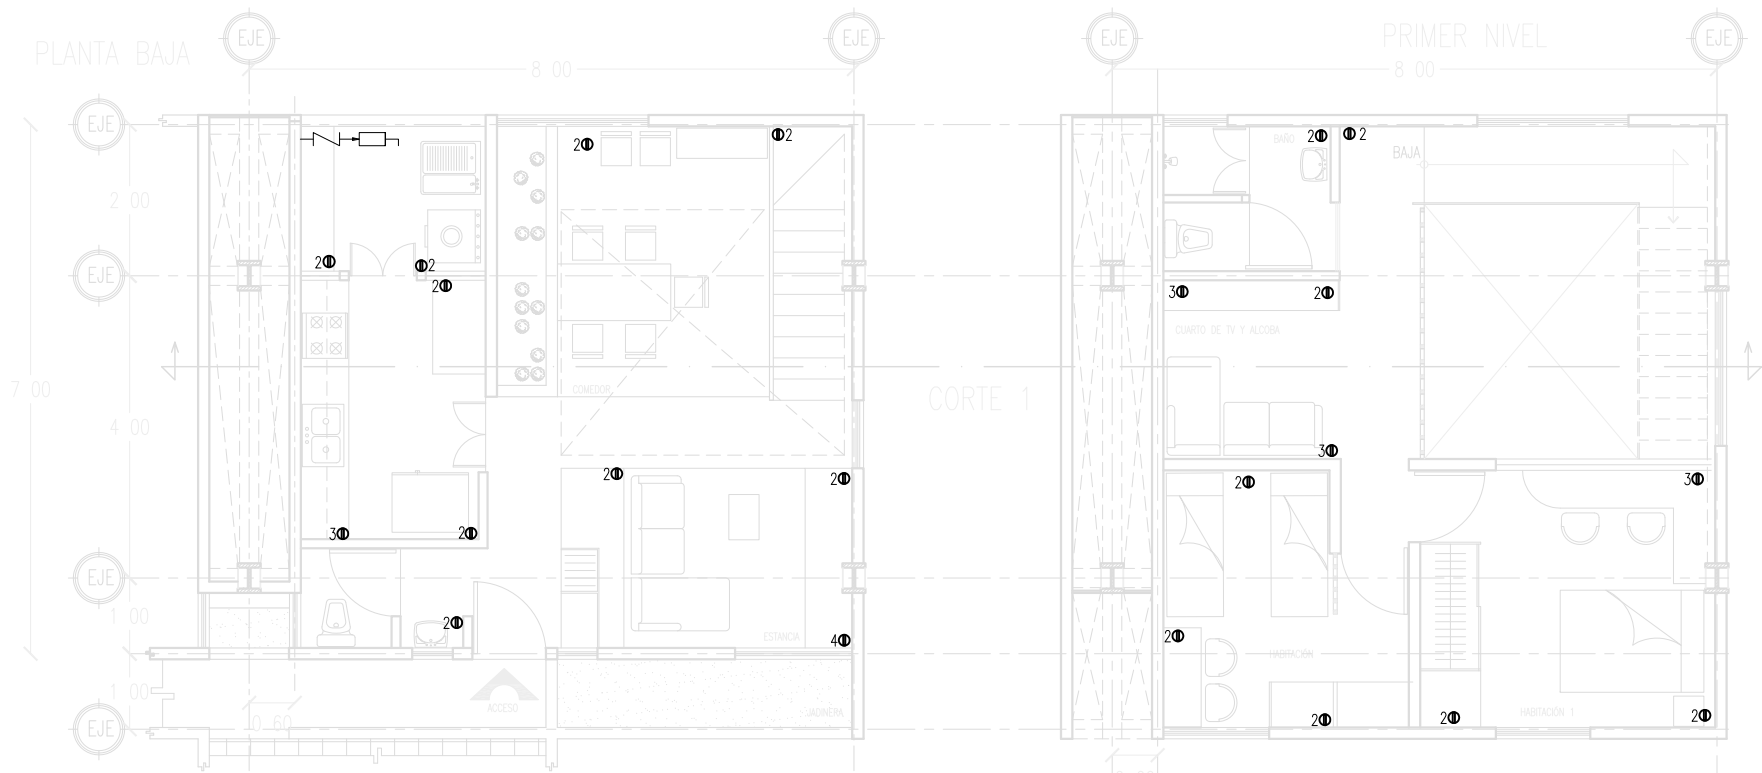 EJE
EJE
EJE
EJE
PLANTA BAJA
PRIMER NIVEL
8 00
8 00
EJE
2
2
2
2
BAÑO
BAJA
2 00
2
2
EJE
2
3
2
CUARTO DE TV Y ALCOBA
7 00
COMEDOR
CORTE 1
4 00
3
2
2
2
3
3
2
EJE
1 00
2
4
ESTANCIA
2
HABITACIÓN
1 00
ACCESO
JADINERA
HABITACIÓN 1
0 60
2
2
2
EJE